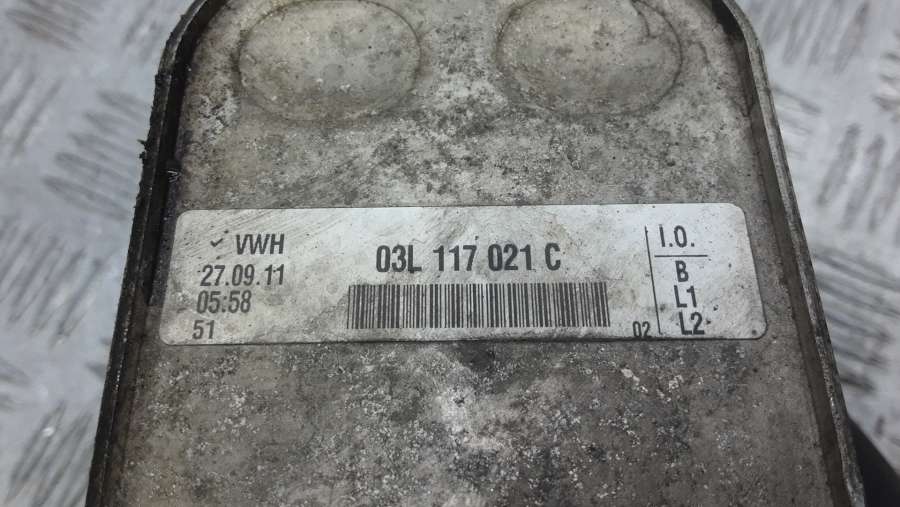 ✓ VWH
27.09.11
05:58
51
03L 117 021 C
02
I.O.
B
L1
L2